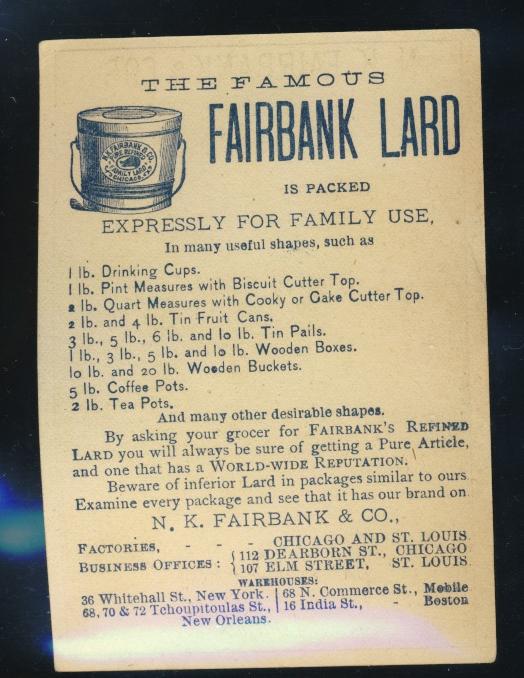 THE FAMOUS
FAIRBANK LARD
N.K. FAIRBANK & CO.
PURE REFINED
FAMILY LARD
CHICAGO, ILL.
IS PACKED
EXPRESSLY FOR FAMILY USE,
In many useful shapes, such as
1 lb. Drinking Cups.
1 lb. Pint Measures with Biscuit Cutter Top.
2 lb. Quart Measures with Cooky or Cake Cutter Top.
2 lb. and 4 lb. Tin Fruit Cans.
3 lb., 5 lb., 6 lb. and 10 lb. Tin Pails.
1 lb., 3 lb., 5 lb. and 10 lb. Wooden Boxes.
10 lb. and 20 lb. Wooden Buckets.
5 lb. Coffee Pots.
2 lb. Tea Pots.
And many other desirable shapes.
By asking your grocer for FAIRBANK'S REFINED
LARD you will always be sure of getting a Pure Article,
and one that has a WORLD-WIDE REPUTATION.
Beware of inferior Lard in packages similar to ours
Examine every package and see that it has our brand on
N. K. FAIRBANK & CO.,
FACTORIES, - - - CHICAGO AND ST. LOUIS
BUSINESS OFFICES: { 112 DEARBORN ST., CHICAGO
107 ELM STREET, ST. LOUIS
WAREHOUSES:
36 Whitehall St., New York. | 68 N. Commerce St., Mobile
68, 70 & 72 Tchoupitoulas St., | 16 India St., - Boston
New Orleans.